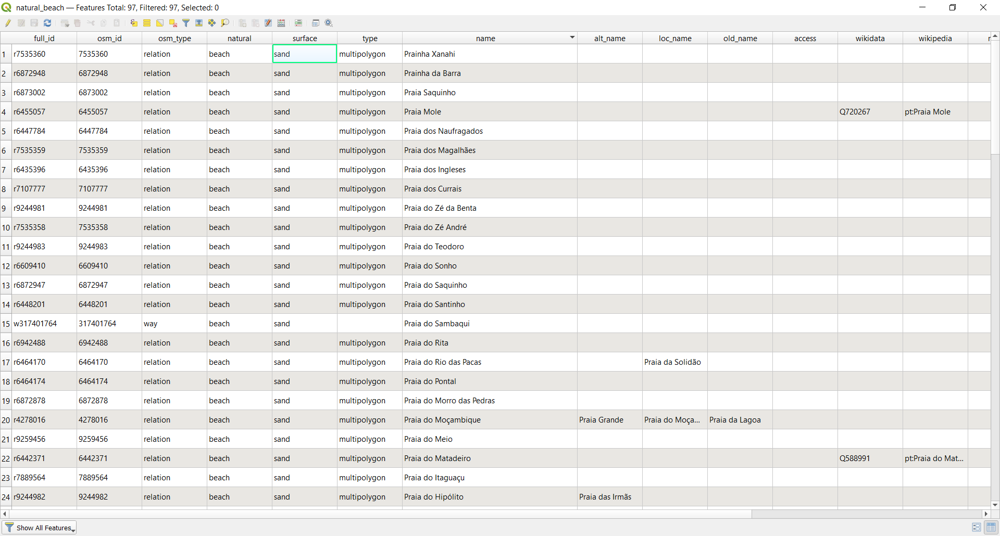 natural_beach — Features Total: 97, Filtered: 97, Selected: 0
full_id osm_id osm_type natural surface type name alt_name loc_name old_name access wikidata wikipedia
1 r7535360 7535360 relation beach sand multipolygon Prainha Xanahi
2 r6872948 6872948 relation beach sand multipolygon Prainha da Barra
3 r6873002 6873002 relation beach sand multipolygon Praia Saquinho
4 r6455057 6455057 relation beach sand multipolygon Praia Mole Q720267 pt:Praia Mole
5 r6447784 6447784 relation beach sand multipolygon Praia dos Naufragados
6 r7535359 7535359 relation beach sand multipolygon Praia dos Magalhães
7 r6435396 6435396 relation beach sand multipolygon Praia dos Ingleses
8 r7107777 7107777 relation beach sand multipolygon Praia dos Currais
9 r9244981 9244981 relation beach sand multipolygon Praia do Zé da Benta
10 r7535358 7535358 relation beach sand multipolygon Praia do Zé André
11 r9244983 9244983 relation beach sand multipolygon Praia do Teodoro
12 r6609410 6609410 relation beach sand multipolygon Praia do Sonho
13 r6872947 6872947 relation beach sand multipolygon Praia do Saquinho
14 r6448201 6448201 relation beach sand multipolygon Praia do Santinho
15 w317401764 317401764 way beach sand Praia do Sambaqui
16 r6942488 6942488 relation beach sand multipolygon Praia do Rita
17 r6464170 6464170 relation beach sand multipolygon Praia do Rio das Pacas Praia da Solidão
18 r6464174 6464174 relation beach sand multipolygon Praia do Pontal
19 r6872878 6872878 relation beach sand multipolygon Praia do Morro das Pedras
20 r4278016 4278016 relation beach sand multipolygon Praia do Moçambique Praia Grande Praia do Moça... Praia da Lagoa
21 r9259456 9259456 relation beach sand multipolygon Praia do Meio
22 r6442371 6442371 relation beach sand multipolygon Praia do Matadeiro Q588991 pt:Praia do Mat...
23 r7889564 7889564 relation beach sand multipolygon Praia do Itaguaçu
24 r9244982 9244982 relation beach sand multipolygon Praia do Hipólito Praia das Irmãs
Show All Features